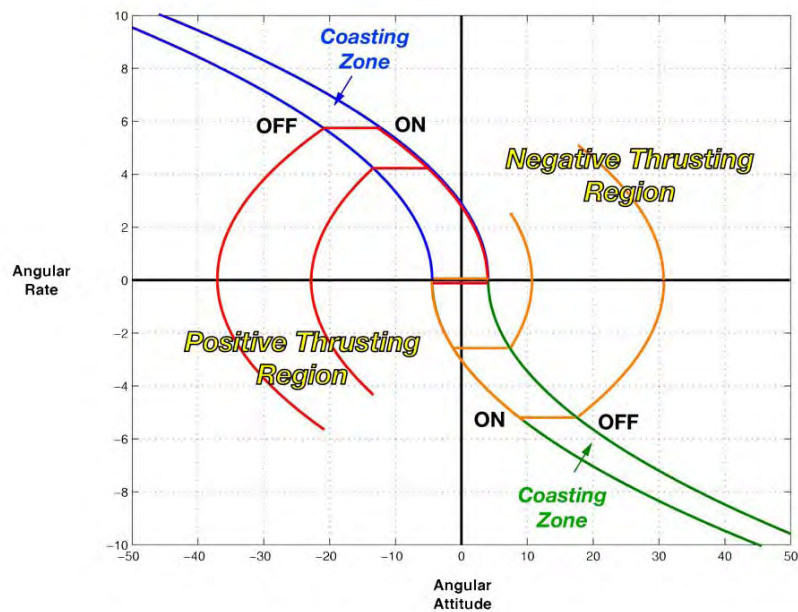 10
8
6
4
2
0
−2
−4
−6
−8
−10
−50
−40
−30
−20
−10
0
10
20
30
40
50
Coasting
Zone
OFF
ON
Negative Thrusting
Region
Angular
Rate
Positive Thrusting
Region
ON
OFF
Coasting
Zone
Angular
Attitude